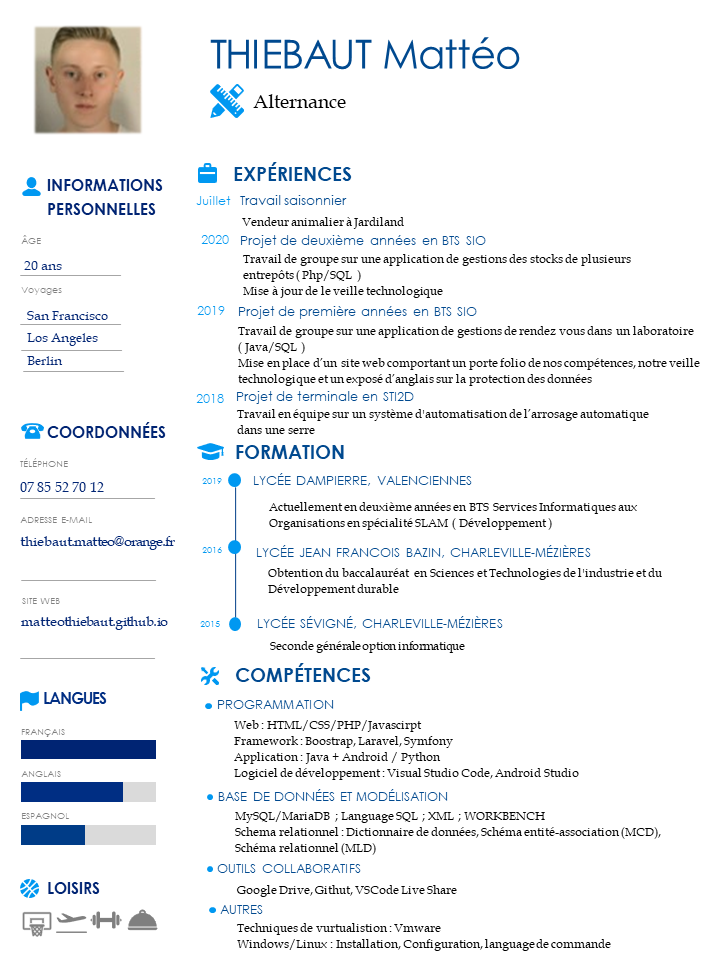 THIEBAUT Mattéo
Alternance
INFORMATIONS
PERSONNELLES
ÂGE
20 ans
Voyages
San Francisco
Los Angeles
Berlin
COORDONNÉES
TÉLÉPHONE
07 85 52 70 12
ADRESSE E-MAIL
thiebaut.matteo@orange.fr
SITE WEB
matteothiebaut.github.io
LANGUES
FRANÇAIS
ANGLAIS
ESPAGNOL
LOISIRS
EXPÉRIENCES
Juillet Travail saisonnier
Vendeur animalier à Jardiland
2020 Projet de deuxième années en BTS SIO
Travail de groupe sur une application de gestions des stocks de plusieurs
entrepôts ( Php/SQL )
Mise à jour de le veille technologique
2019 Projet de première années en BTS SIO
Travail de groupe sur une application de gestions de rendez vous dans un laboratoire
( Java/SQL )
Mise en place d’un site web comportant un porte folio de nos compétences, notre veille
technologique et un exposé d’anglais sur la protection des données
2018 Projet de terminale en STI2D
Travail en équipe sur un système d'automatisation de l’arrosage automatique
dans une serre
FORMATION
2019 LYCÉE DAMPIERRE, VALENCIENNES
Actuellement en deuxième années en BTS Services Informatiques aux
Organisations en spécialité SLAM ( Développement )
2016 LYCÉE JEAN FRANCOIS BAZIN, CHARLEVILLE-MÉZIÈRES
Obtention du baccalauréat en Sciences et Technologies de l'industrie et du
Développement durable
2015 LYCÉE SÉVIGNÉ, CHARLEVILLE-MÉZIÈRES
Seconde générale option informatique
COMPÉTENCES
PROGRAMMATION
Web : HTML/CSS/PHP/Javascirpt
Framework : Boostrap, Laravel, Symfony
Application : Java + Android / Python
Logiciel de développement : Visual Studio Code, Android Studio
BASE DE DONNÉES ET MODÉLISATION
MySQL/MariaDB ; Language SQL ; XML ; WORKBENCH
Schema relationnel : Dictionnaire de données, Schéma entité-association (MCD),
Schéma relationnel (MLD)
OUTILS COLLABORATIFS
Google Drive, Githut, VSCode Live Share
AUTRES
Techniques de vurtualistion : Vmware
Windows/Linux : Installation, Configuration, language de commande